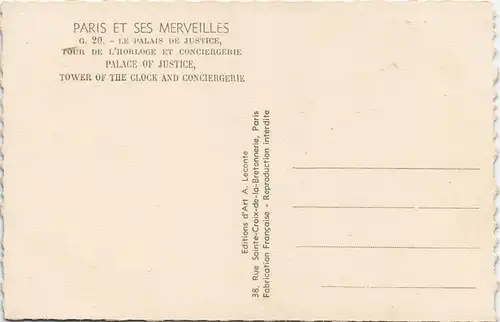 PARIS ET SES MERVEILLES
G. 20. - LE PALAIS DE JUSTICE,
TOUR DE L'HORLOGE ET CONCIERGERIE
PALACE OF JUSTICE,
TOWER OF THE CLOCK AND CONCIERGERIE
Editions d'Art A. Leconte
38, Rue Sainte-Croix-de-la-Bretonnerie, Paris
Fabrication Française - Reproduction interdite